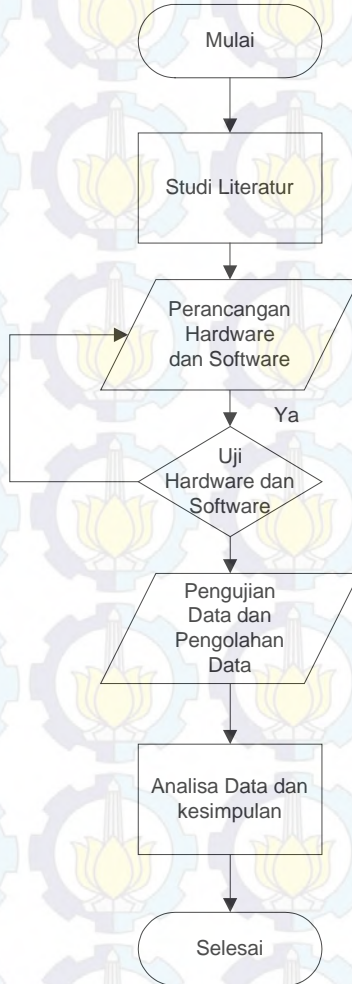 Mulai
Studi Literatur
Perancangan
Hardware
dan Software
Ya
Uji
Hardware dan
Software
Pengujian
Data dan
Pengolahan
Data
Analisa Data dan
kesimpulan
Selesai